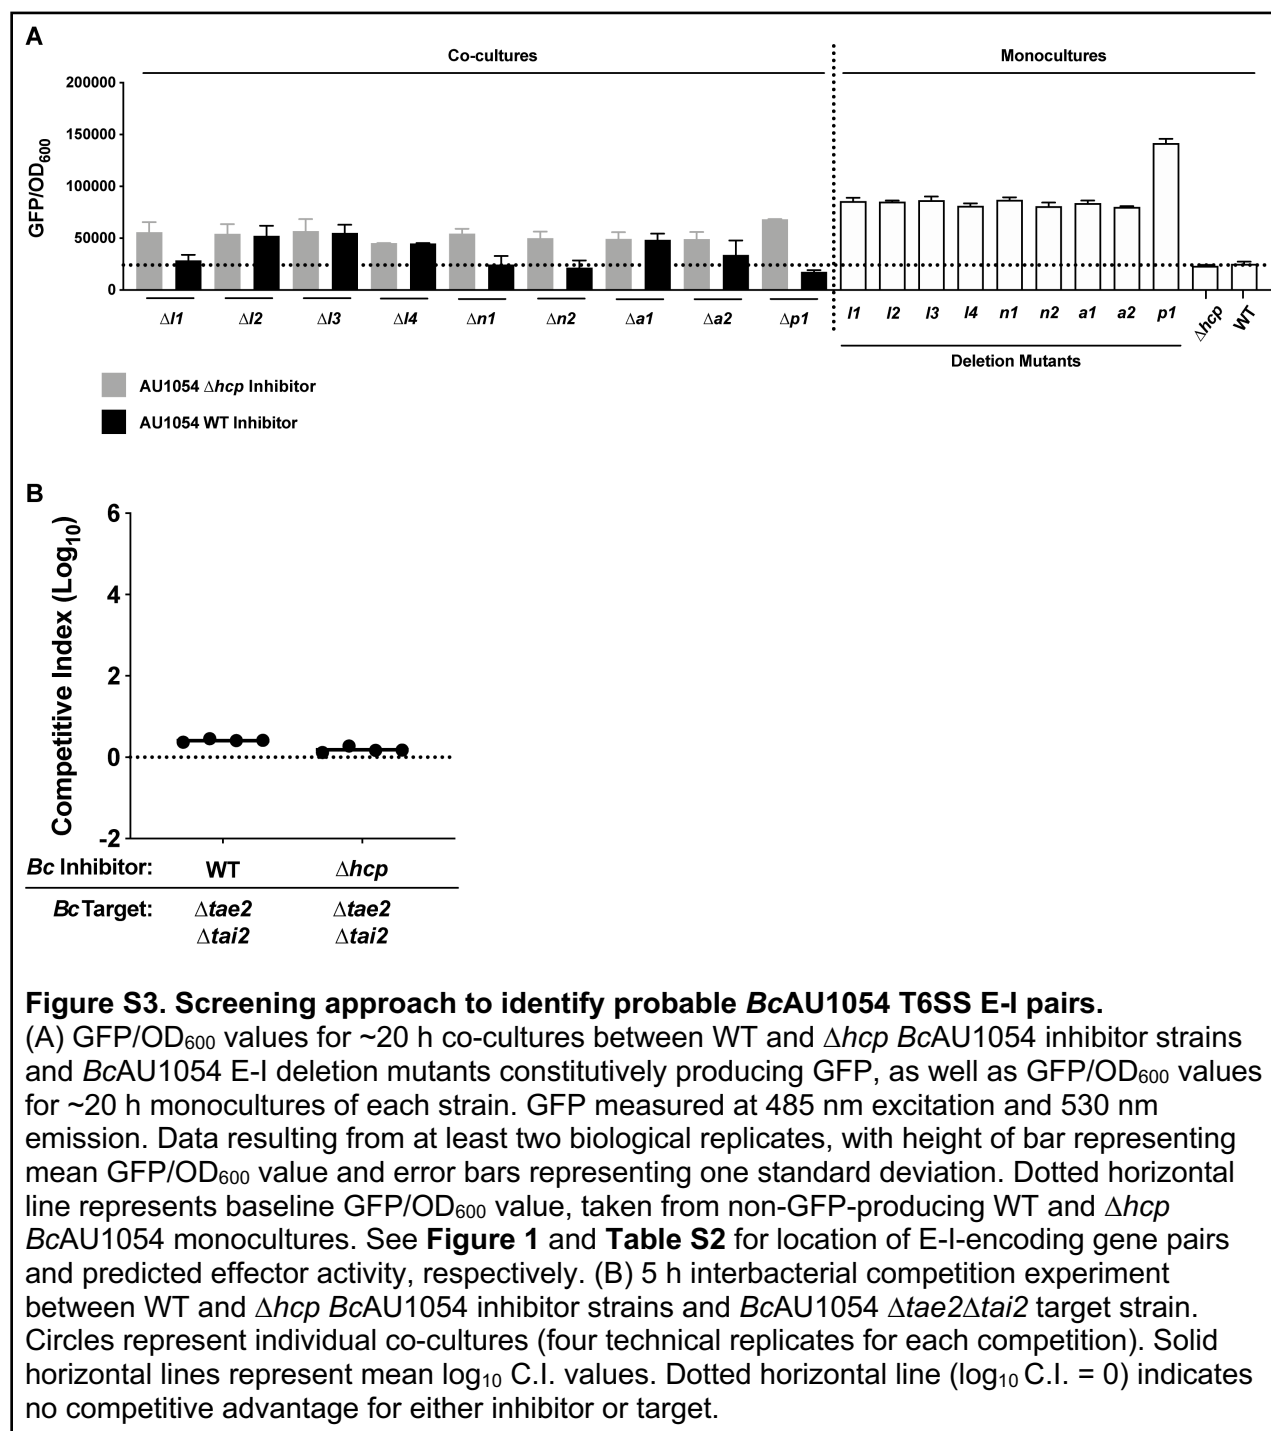 A
Co-cultures
Monocultures
GFP/OD600
200000
150000
100000
50000
0
Δl1 Δl2 Δl3 Δl4 Δn1 Δn2 Δa1 Δa2 Δp1
l1 l2 l3 l4 n1 n2 a1 a2 p1 Δhcp WT
Deletion Mutants
AU1054 Δhcp Inhibitor
AU1054 WT Inhibitor
B
Competitive Index (Log10)
6
4
2
0
-2
Bc Inhibitor: WT Δhcp
Bc Target: Δtae2 Δtae2
Δtai2 Δtai2
Figure S3. Screening approach to identify probable BcAU1054 T6SS E-I pairs.
(A) GFP/OD600 values for ~20 h co-cultures between WT and Δhcp BcAU1054 inhibitor strains
and BcAU1054 E-I deletion mutants constitutively producing GFP, as well as GFP/OD600 values
for ~20 h monocultures of each strain. GFP measured at 485 nm excitation and 530 nm
emission. Data resulting from at least two biological replicates, with height of bar representing
mean GFP/OD600 value and error bars representing one standard deviation. Dotted horizontal
line represents baseline GFP/OD600 value, taken from non-GFP-producing WT and Δhcp
BcAU1054 monocultures. See Figure 1 and Table S2 for location of E-I-encoding gene pairs
and predicted effector activity, respectively. (B) 5 h interbacterial competition experiment
between WT and Δhcp BcAU1054 inhibitor strains and BcAU1054 Δtae2Δtai2 target strain.
Circles represent individual co-cultures (four technical replicates for each competition). Solid
horizontal lines represent mean log10 C.I. values. Dotted horizontal line (log10 C.I. = 0) indicates
no competitive advantage for either inhibitor or target.